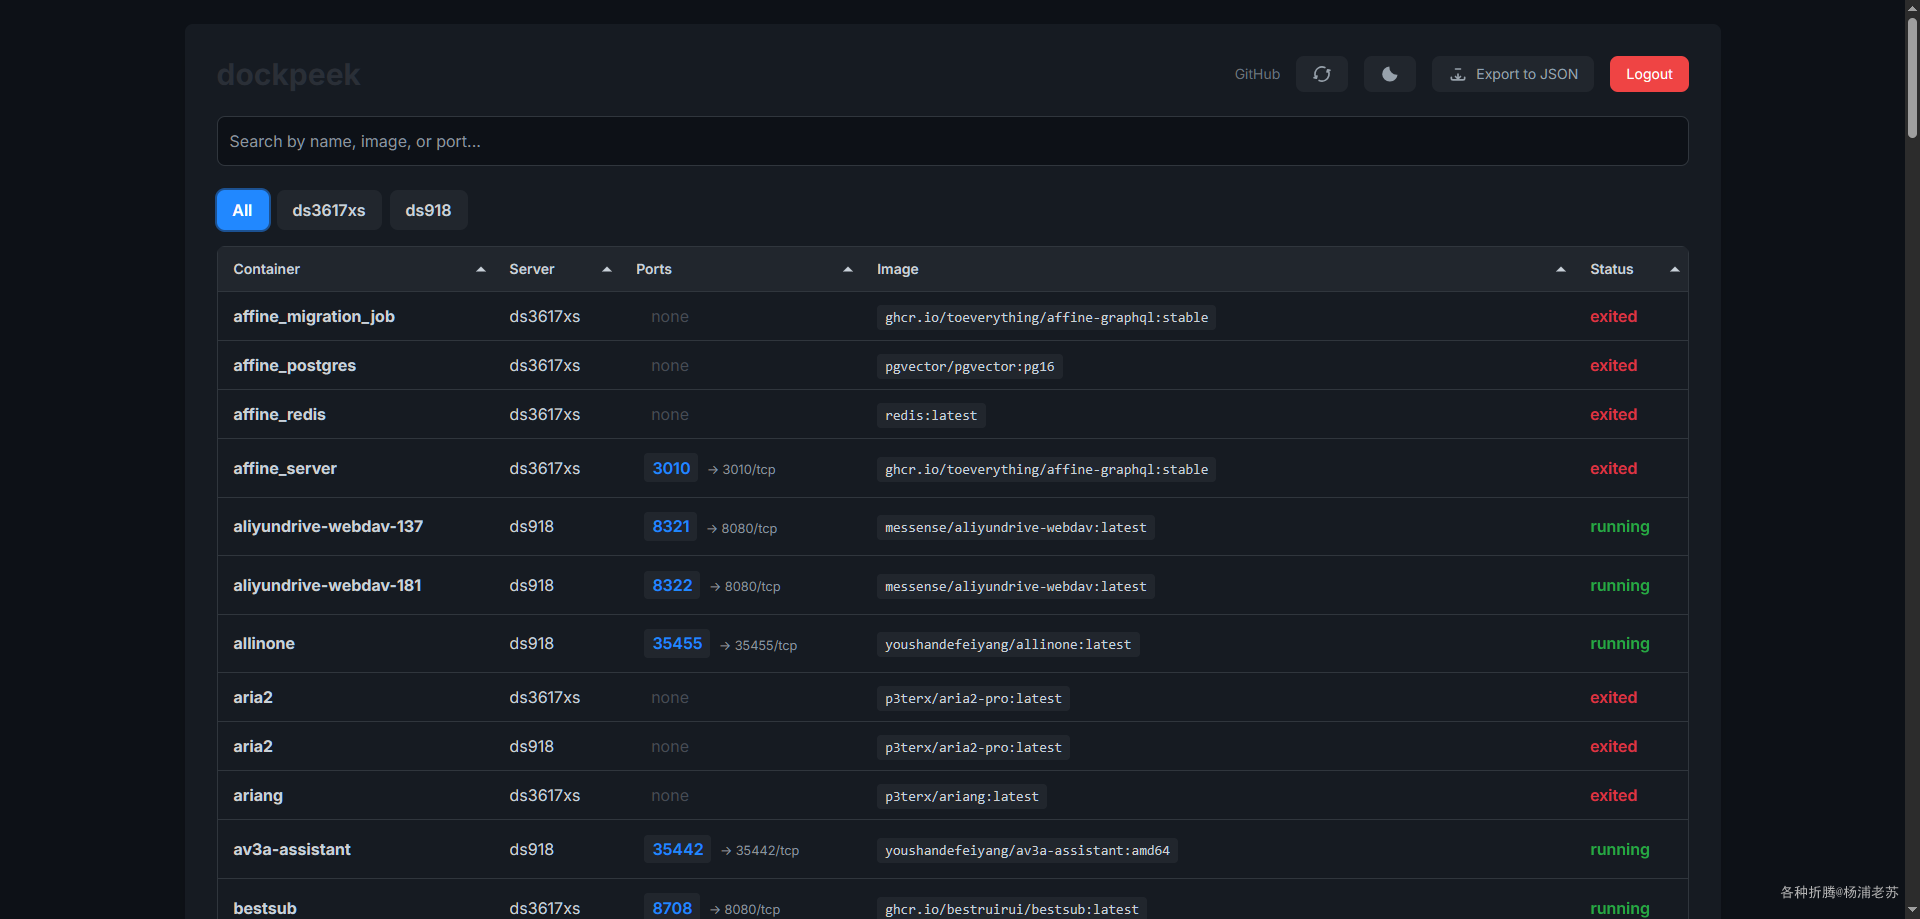 dockpeek
GitHub Export to JSON Logout
Search by name, image, or port...
All ds3617xs ds918
Container Server Ports Image Status
affine_migration_job ds3617xs none ghcr.io/toeverything/affine-graphql:stable exited
affine_postgres ds3617xs none pgvector/pgvector:pg16 exited
affine_redis ds3617xs none redis:latest exited
affine_server ds3617xs 3010 → 3010/tcp ghcr.io/toeverything/affine-graphql:stable exited
aliyundrive-webdav-137 ds918 8321 → 8080/tcp messense/aliyundrive-webdav:latest running
aliyundrive-webdav-181 ds918 8322 → 8080/tcp messense/aliyundrive-webdav:latest running
allinone ds918 35455 → 35455/tcp youshandefeiyang/allinone:latest running
aria2 ds3617xs none p3terx/aria2-pro:latest exited
aria2 ds918 none p3terx/aria2-pro:latest exited
ariang ds3617xs none p3terx/ariang:latest exited
av3a-assistant ds918 35442 → 35442/tcp youshandefeiyang/av3a-assistant:amd64 running
bestsub ds3617xs 8708 → 8080/tcp ghcr.io/bestruirui/bestsub:latest running
各种折腾@杨浦老苏